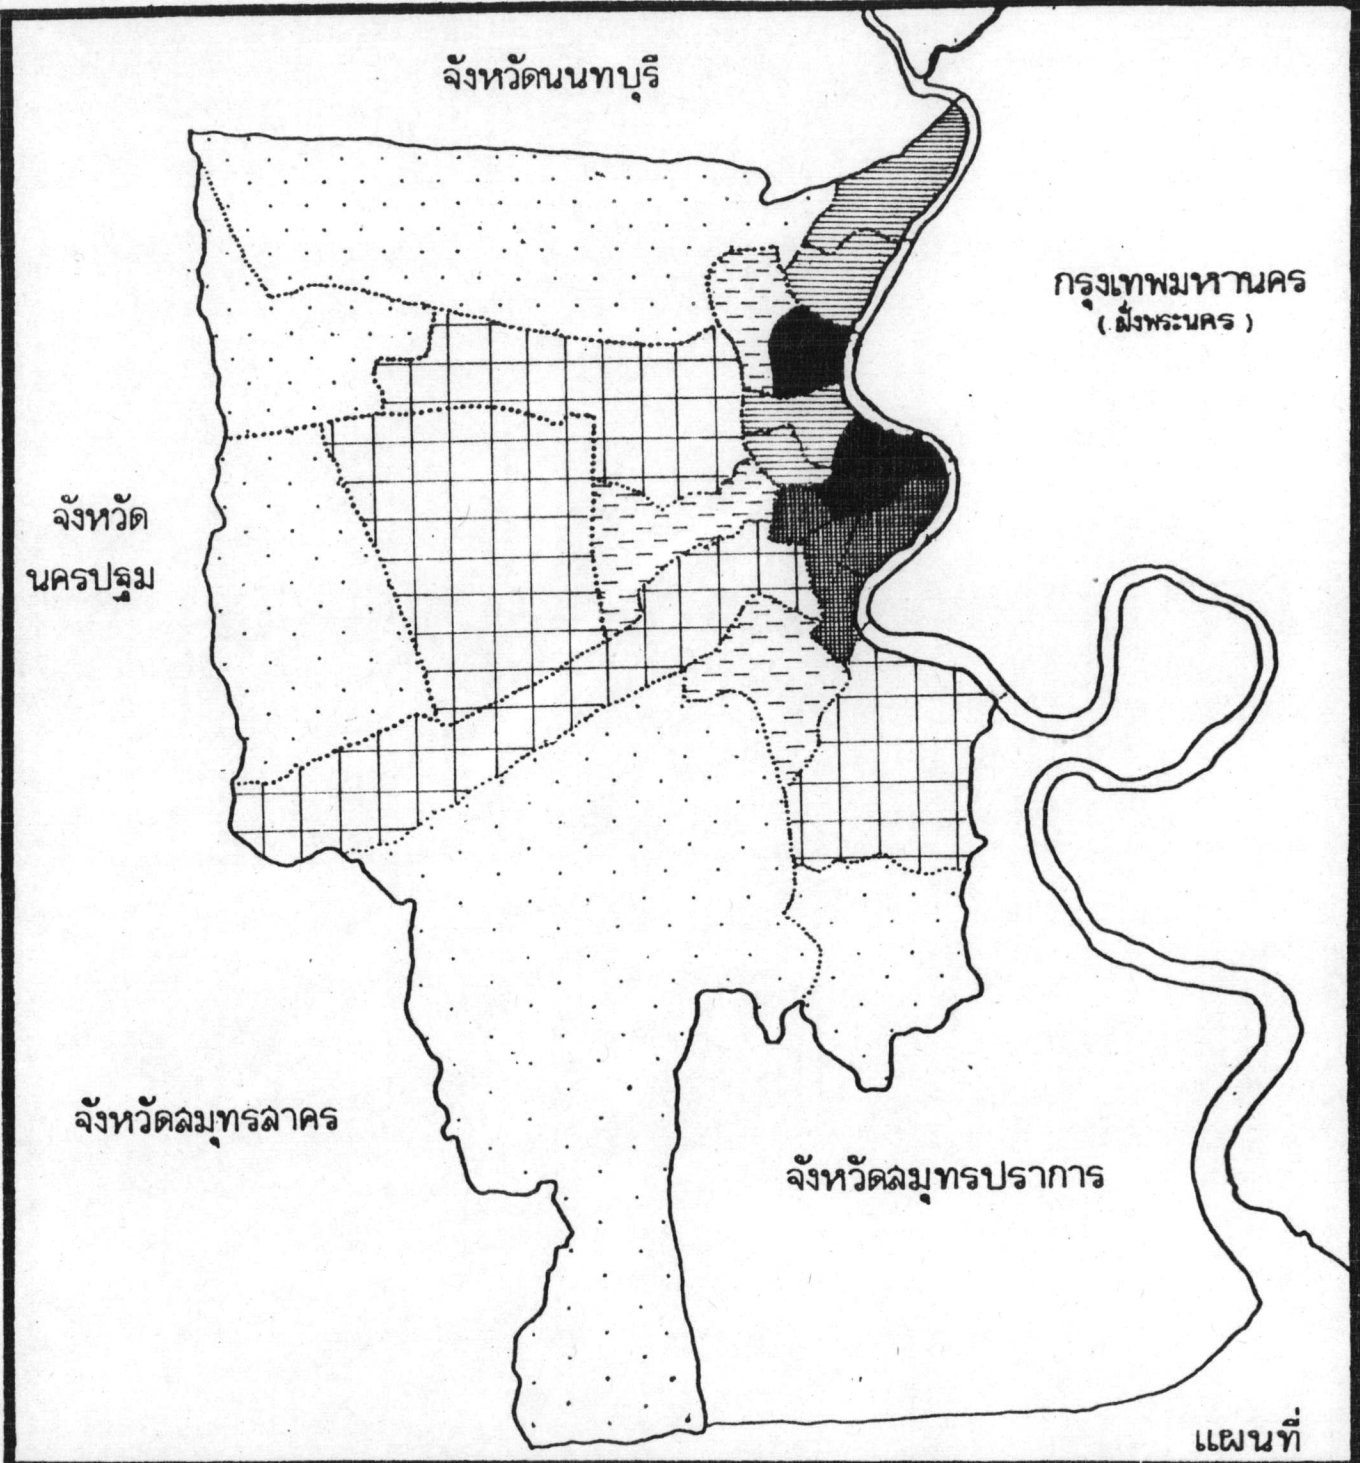 จังหวัดนนทบุรี
กรุงเทพมหานคร
( ฝั่งพระนคร )
จังหวัด
นครปฐม
จังหวัดสมุทรสาคร
จังหวัดสมุทรปราการ
แผนที่